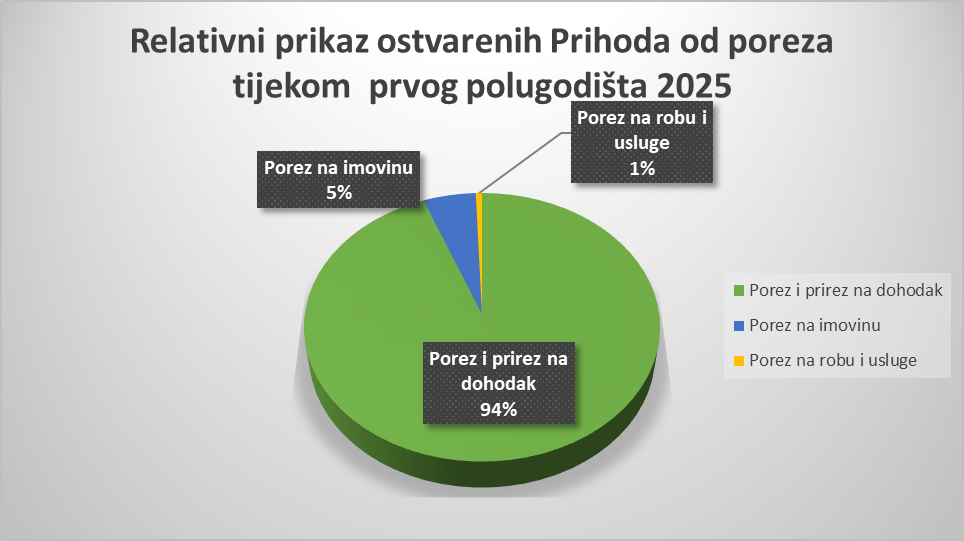 Relativni prikaz ostvarenih Prihoda od poreza
tijekom  prvog polugodišta 2025
Porez na robu i
usluge
1%
Porez na imovinu
5%
Porez i prirez na
dohodak
94%
Porez i prirez na dohodak
Porez na imovinu
Porez na robu i usluge